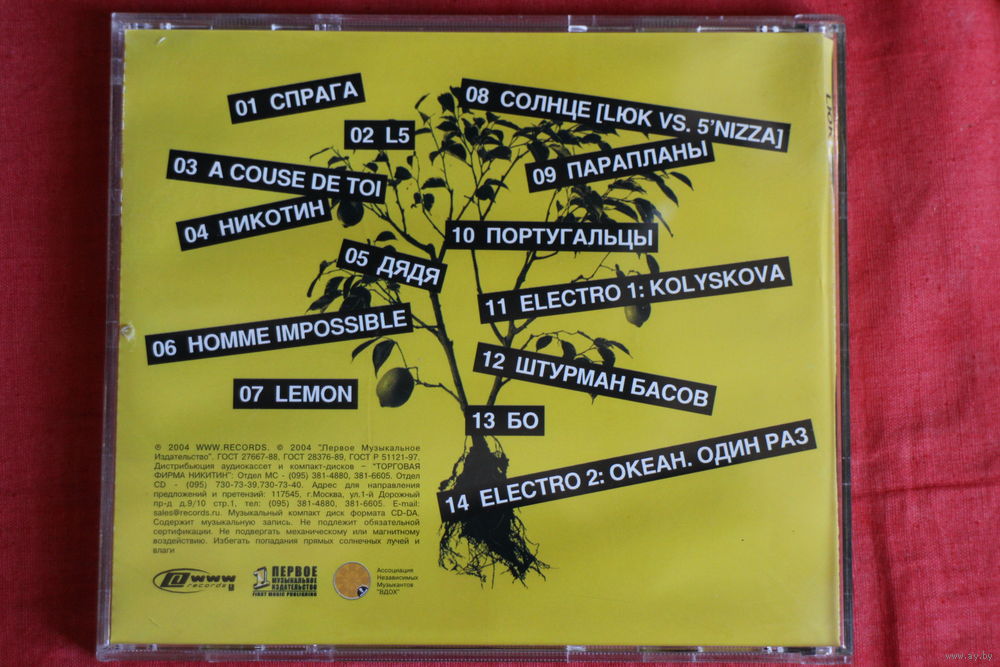 01 СПРАГА
02 L5
03 A COUSE DE TOI
04 НИКОТИН
05 ДЯДЯ
06 HOMME IMPOSSIBLE
07 LEMON
08 СОЛНЦЕ [ЛЮК VS. 5'NIZZA]
09 ПАРАПЛАНЫ
10 ПОРТУГАЛЬЦЫ
11 ELECTRO 1: KOLYSKOVA
12 ШТУРМАН БАСОВ
13 БО
14 ELECTRO 2: ОКЕАН. ОДИН РАЗ
℗ 2004 WWW.RECORDS. © 2004 "Первое Музыкальное
Издательство". ГОСТ 27667-88, ГОСТ 28376-89, ГОСТ Р 51121-97.
Дистрибьюция аудиокассет и компакт-дисков – "ТОРГОВАЯ
ФИРМА НИКИТИН": Отдел МС - (095) 381-4880, 381-6605. Отдел
CD - (095) 730-73-39,730-73-40. Адрес для направления
предложений и претензий: 117545, г.Москва, ул.1-й Дорожный
пр-д д.9/10 стр.1, тел: (095) 381-4880, 381-6605. E-mail:
sales@records.ru. Музыкальный компакт диск формата CD-DA.
Содержит музыкальную запись. Не подлежит обязательной
сертификации. Не подвергать механическому или магнитному
воздействию. Избегать попадания прямых солнечных лучей и
влаги
www
records
1 ПЕРВОЕ
МУЗЫКАЛЬНОЕ
ИЗДАТЕЛЬСТВО
FIRST MUSIC PUBLISHING
Ассоциация
Независимых
Музыкантов
"ВДОХ"
ЛЮК
www.ay.by